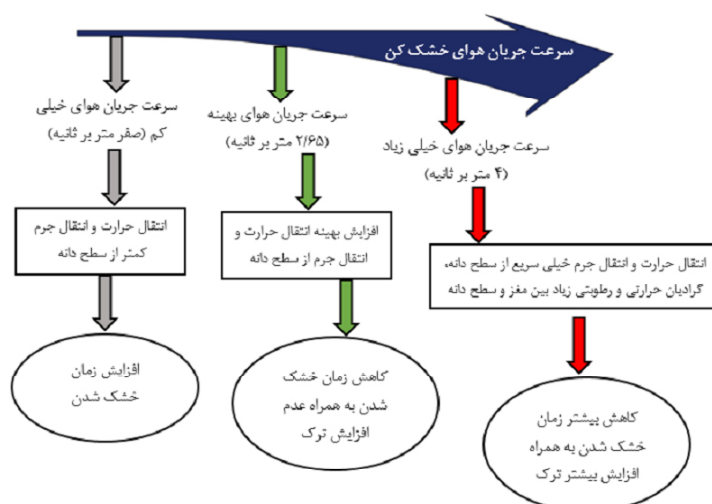 سرعت جریان هوای خشک کن
سرعت جریان هوای خیلی
کم (صفر متر بر ثانیه)
سرعت جریان هوای بهینه
(۲/۶۵ متر بر ثانیه)
سرعت جریان هوای خیلی زیاد
(۴ متر بر ثانیه)
انتقال حرارت و انتقال جرم
کمتر از سطح دانه
افزایش بهینه انتقال حرارت و
انتقال جرم از سطح دانه
انتقال حرارت و انتقال جرم خیلی سریع از سطح دانه،
گرادیان حرارتی و رطوبتی زیاد بین مغز و سطح دانه
افزایش زمان
خشک شدن
کاهش زمان خشک
شدن به همراه عدم
افزایش ترک
کاهش بیشتر زمان
خشک شدن به همراه
افزایش بیشتر ترک